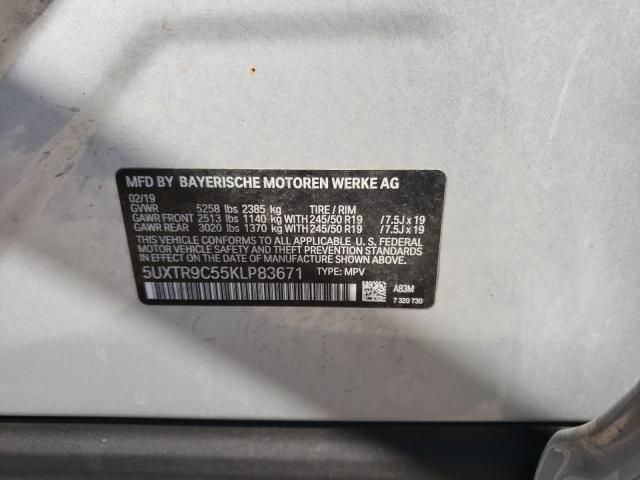 MFD BY BAYERISCHE MOTOREN WERKE AG
02/19
GVWR 5258 lbs 2385 kg TIRE / RIM
GAWR FRONT 2513 lbs 1140 kg WITH 245/50 R19 /7.5J x 19
GAWR REAR 3020 lbs 1370 kg WITH 245/50 R19 /7.5J x 19
THIS VEHICLE CONFORMS TO ALL APPLICABLE U. S. FEDERAL
MOTOR VEHICLE SAFETY AND THEFT PREVENTION STANDARDS
IN EFFECT ON THE DATE OF MANUFACTURE SHOWN ABOVE.
5UXTR9C55KLP83671 TYPE: MPV
A83M
7 320 730